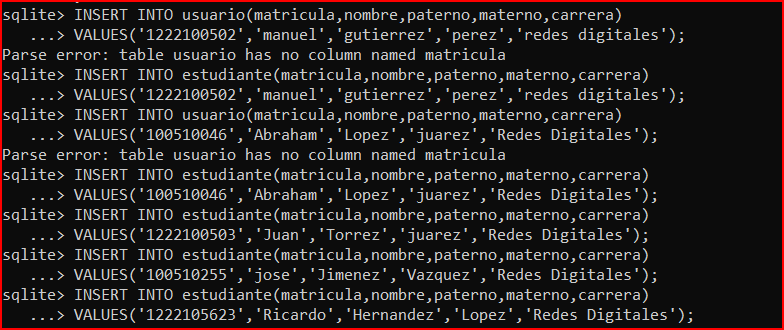 sqlite> INSERT INTO usuario(matricula,nombre,paterno,materno,carrera)
...> VALUES('1222100502','manuel','gutierrez','perez','redes digitales');
Parse error: table usuario has no column named matricula
sqlite> INSERT INTO estudiante(matricula,nombre,paterno,materno,carrera)
...> VALUES('1222100502','manuel','gutierrez','perez','redes digitales');
sqlite> INSERT INTO usuario(matricula,nombre,paterno,materno,carrera)
...> VALUES('100510046','Abraham','Lopez','juarez','Redes Digitales');
Parse error: table usuario has no column named matricula
sqlite> INSERT INTO estudiante(matricula,nombre,paterno,materno,carrera)
...> VALUES('100510046','Abraham','Lopez','juarez','Redes Digitales');
sqlite> INSERT INTO estudiante(matricula,nombre,paterno,materno,carrera)
...> VALUES('1222100503','Juan','Torrez','juarez','Redes Digitales');
sqlite> INSERT INTO estudiante(matricula,nombre,paterno,materno,carrera)
...> VALUES('100510255','jose','Jimenez','Vazquez','Redes Digitales');
sqlite> INSERT INTO estudiante(matricula,nombre,paterno,materno,carrera)
...> VALUES('1222105623','Ricardo','Hernandez','Lopez','Redes Digitales');